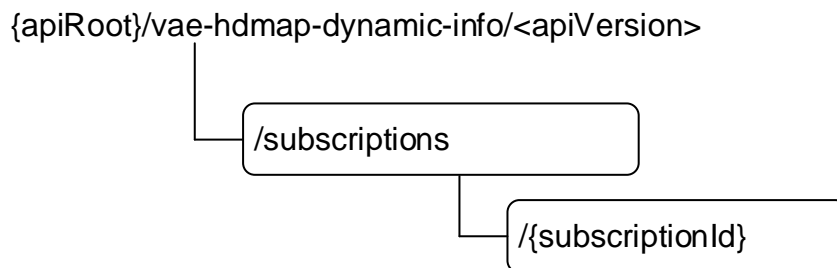 {apiRoot}/vae-hdmap-dynamic-info/<apiVersion>
/subscriptions
/{subscriptionId}